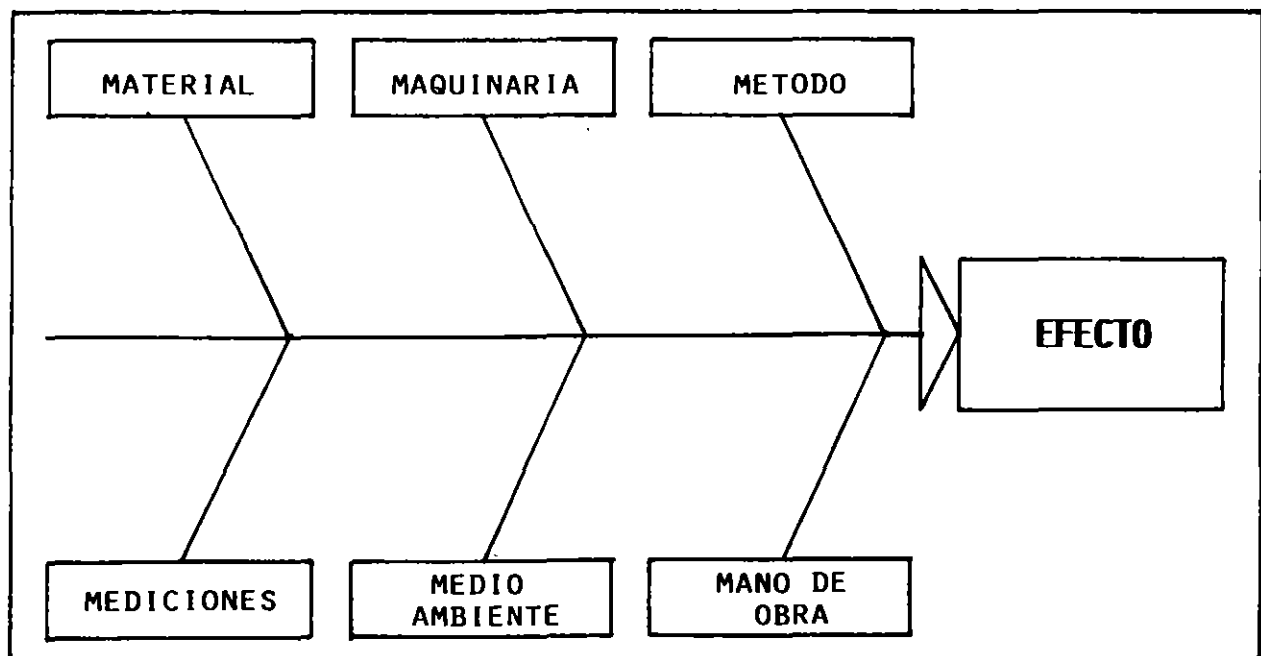 MATERIAL
MAQUINARIA
METODO
EFECTO
MEDICIONES
MEDIO
AMBIENTE
MANO DE
OBRA